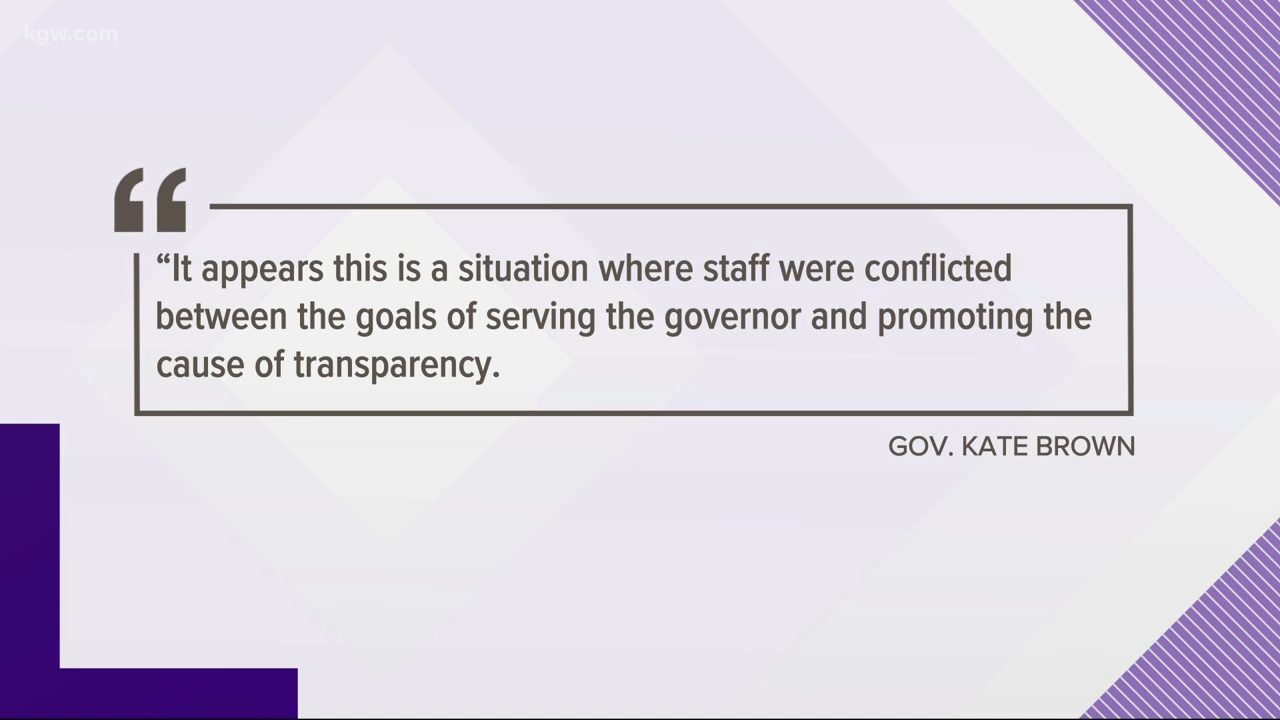 kgw.com
“It appears this is a situation where staff were conflicted
between the goals of serving the governor and promoting the
cause of transparency.
GOV. KATE BROWN